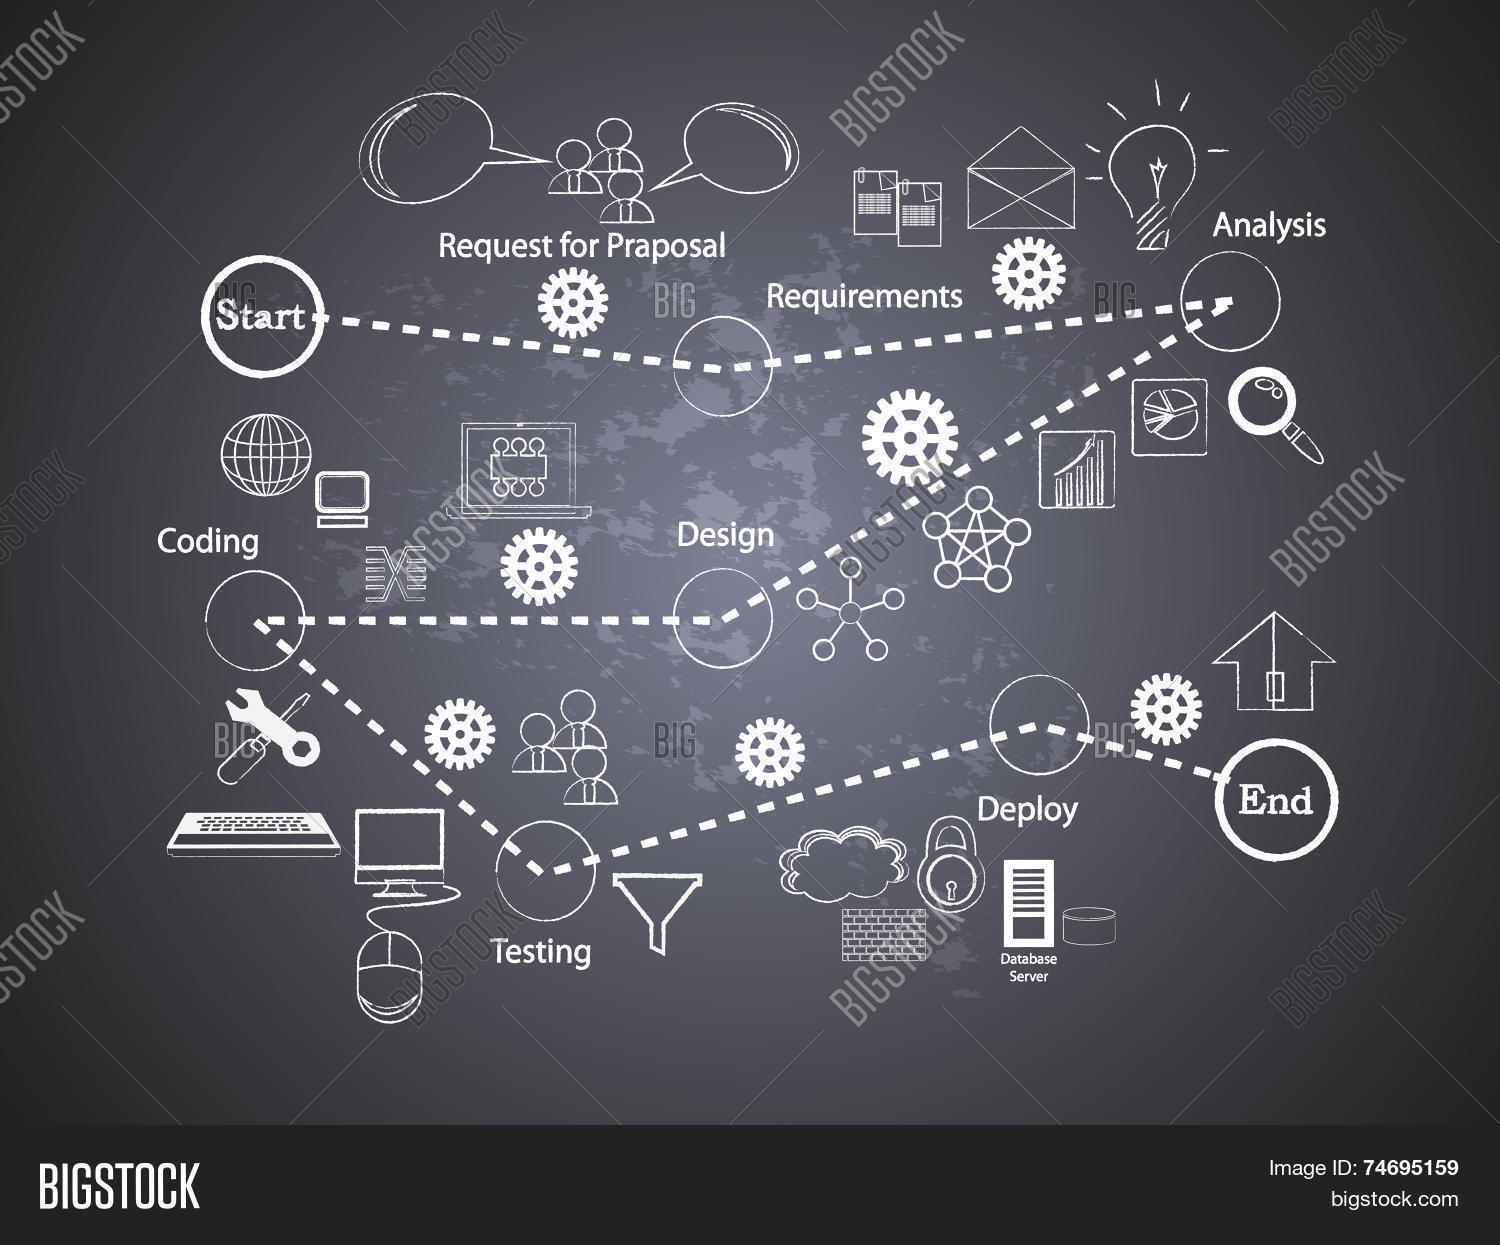 Request for Praposal
Analysis
Start
Requirements
Coding
Design
Deploy
End
Testing
Database
Server
BIGSTOCK
Image ID: 74695159
bigstock.com